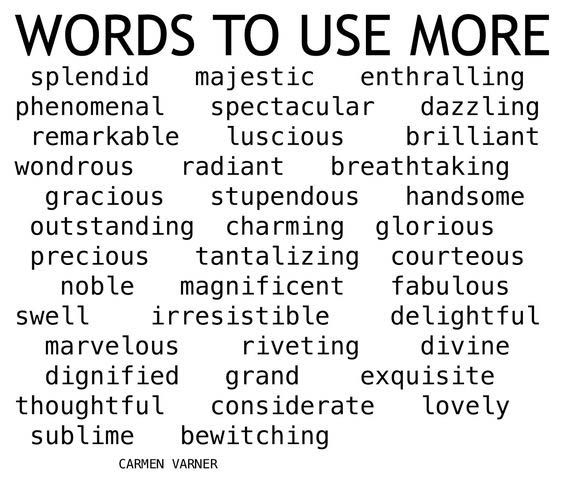 WORDS TO USE MORE
splendid majestic enthralling
phenomenal spectacular dazzling
remarkable luscious brilliant
wondrous radiant breathtaking
gracious stupendous handsome
outstanding charming glorious
precious tantalizing courteous
noble magnificent fabulous
swell irresistible delightful
marvelous riveting divine
dignified grand exquisite
thoughtful considerate lovely
sublime bewitching
CARMEN VARNER